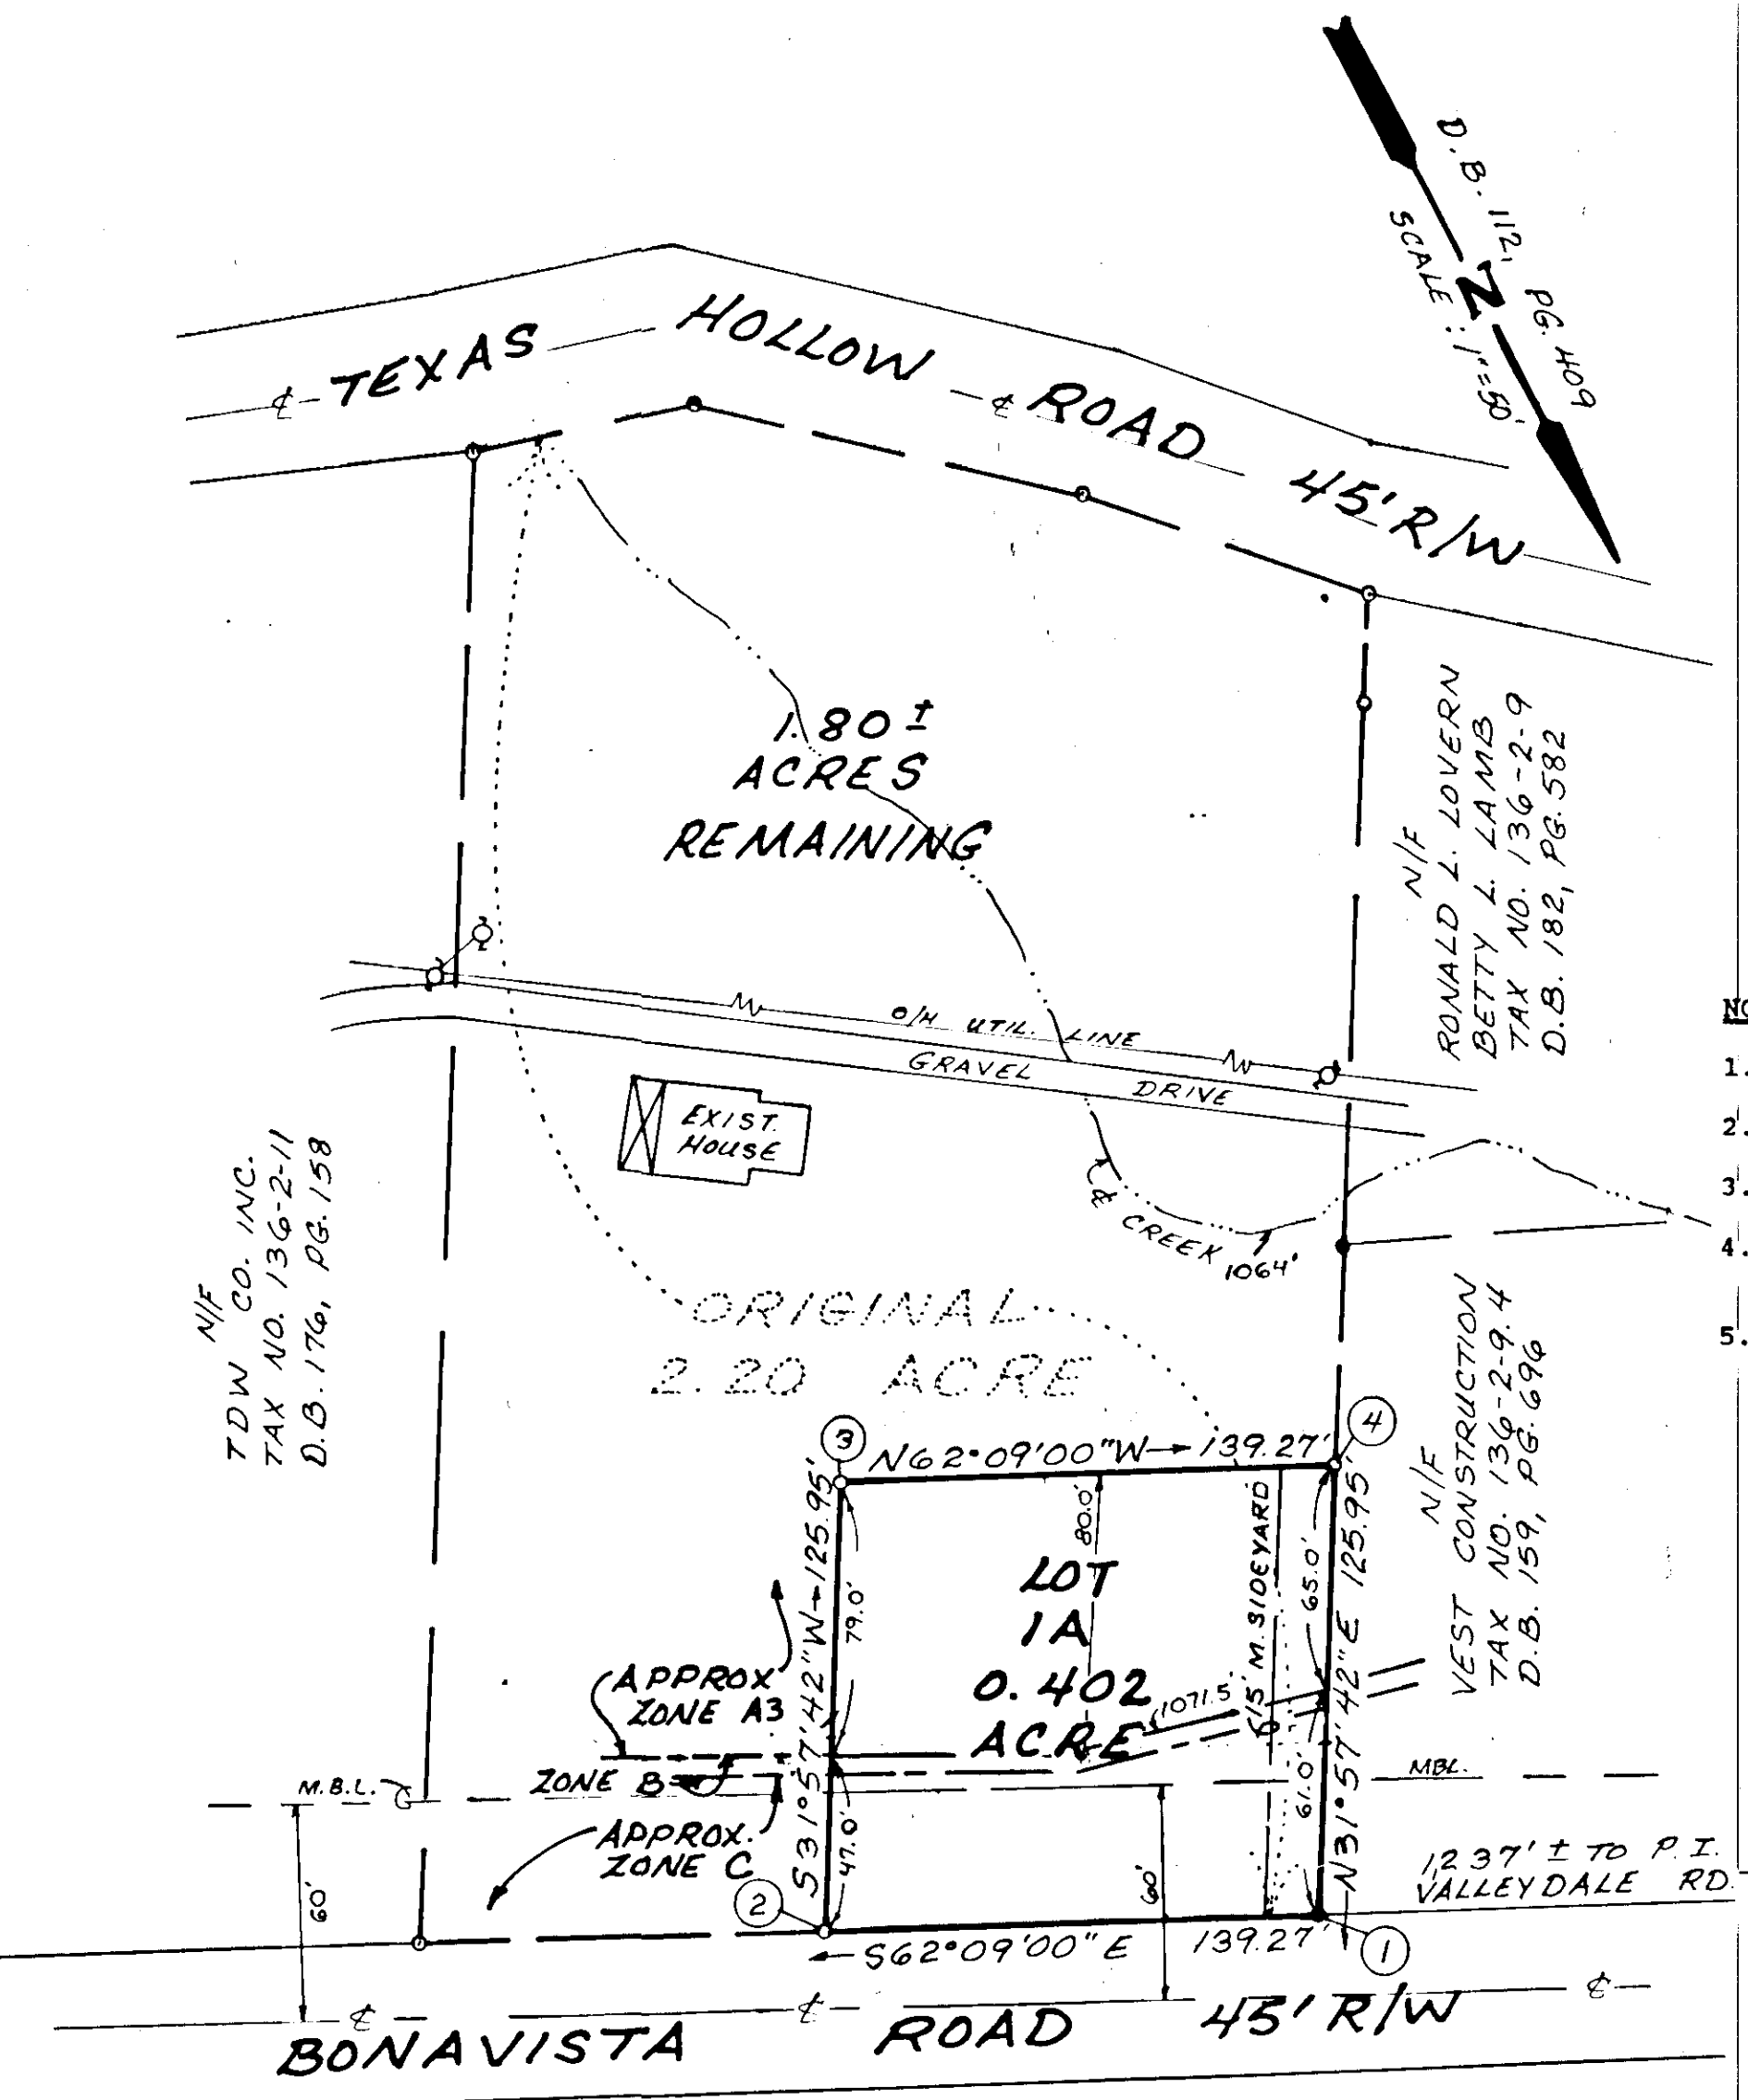 D.B. 1121, PG. 409
N
SCALE: 1"=50'
℄ TEXAS HOLLOW ℄ ROAD 45' R/W
1.80 ±
ACRES
REMAINING
N/F
RONALD L. LOVERN
BETTY L. LAMB
TAX NO. 136-2-9
D.B. 182, PG. 582
O/H UTIL. LINE
GRAVEL DRIVE
EXIST.
HOUSE
℄ CREEK
1064'
NO
1.
2.
3.
4.
5.
N/F
TDW CO. INC.
TAX NO. 136-2-11
D.B. 176, PG. 158
ORIGINAL
2.20 ACRE
N/F
VEST CONSTRUCTION
TAX NO. 136-2-9.4
D.B. 159, PG. 696
3
4
N62°09'00"W 139.27'
S31°57'42"W 125.95'
79.0'
47.0'
80.0'
LOT
1A
0.402
ACRE
15' M. SIDEYARD
65.0'
61.0'
N31°57'42"E 125.95'
1071.5
APPROX
ZONE A3
ZONE B
M.B.L.
MBL.
APPROX.
ZONE C
60'
60'
2
1
S62°09'00"E 139.27'
1237' ± TO P.I.
VALLEYDALE RD.
℄ ℄ ℄
BONAVISTA ROAD 45' R/W